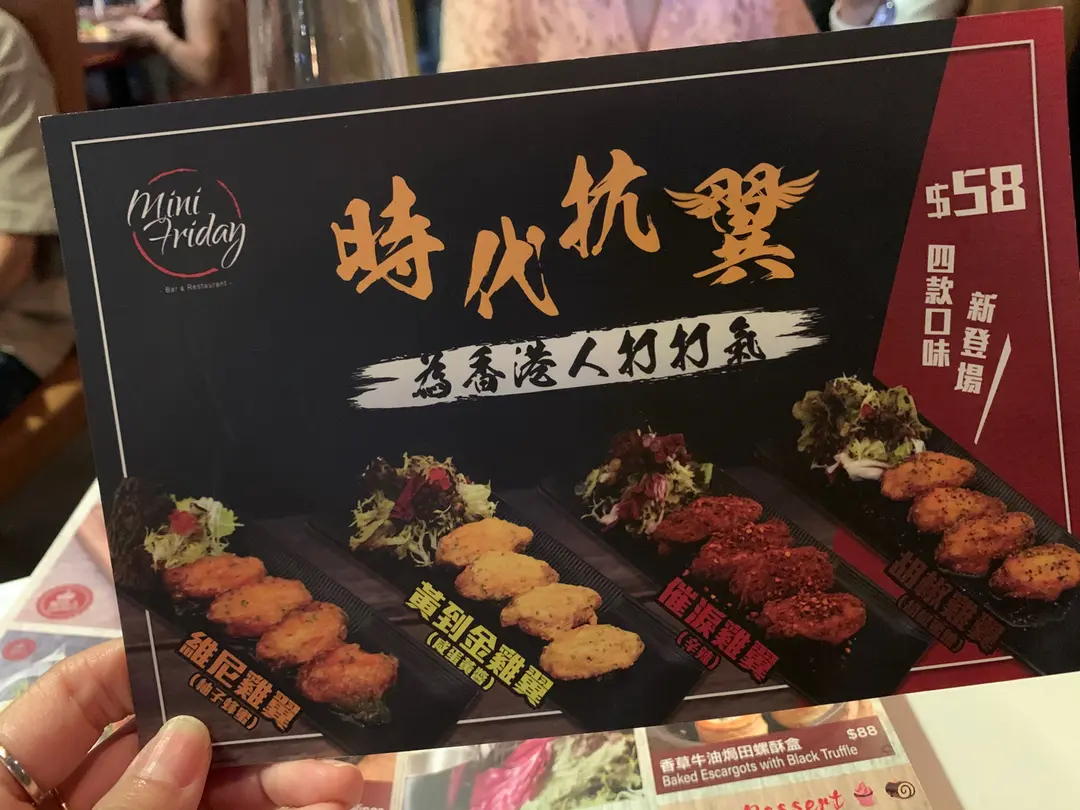 Mini
Friday
- Bar & Restaurant -
時代抗翼
為香港人打打氣
$58
四款口味
新登場
維尼雞翼
(柚子蜂蜜)
黃到金雞翼
(鹹蛋黃醬)
催淚雞翼
(辛辣)
胡椒雞翼
香草牛油焗田螺酥盒
$88
Baked Escargots with Black Truffle
Dessert